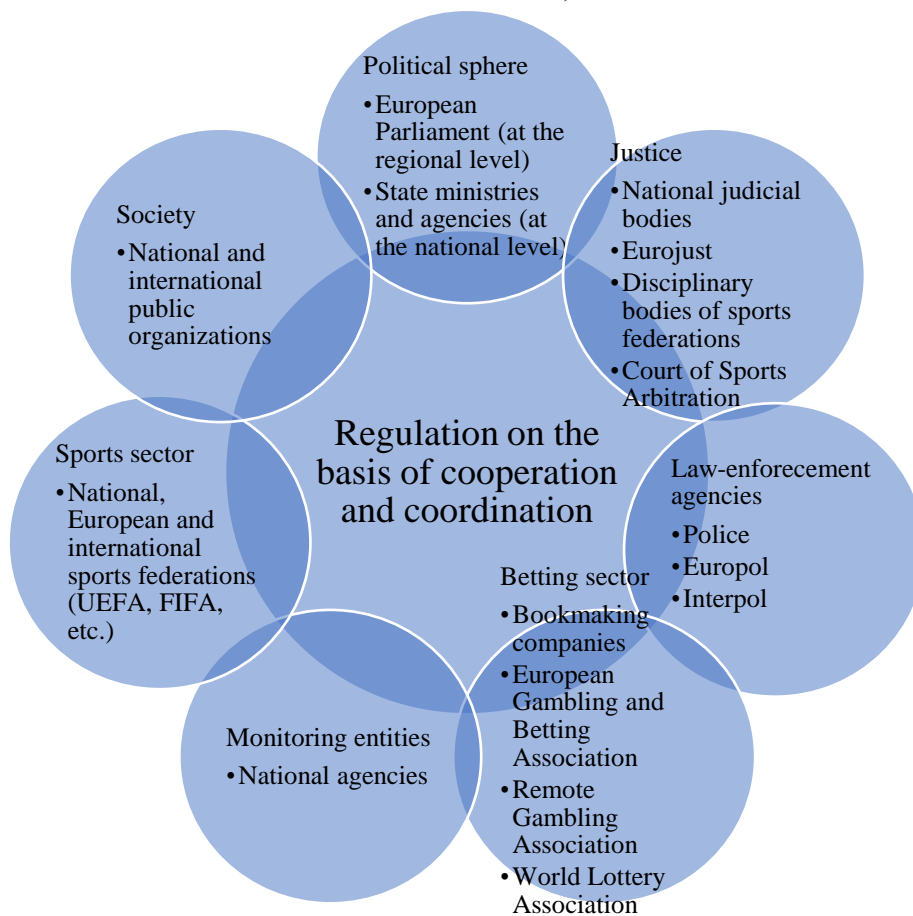 Political sphere
•European
Parliament (at the
regional level)
•State ministries
and agencies (at
the national level)
Justice
•National judicial
bodies
•Eurojust
•Disciplinary
bodies of sports
federations
•Court of Sports
Arbitration
Law-enforecement
agencies
•Police
•Europol
•Interpol
Betting sector
•Bookmaking
companies
•European
Gambling and
Betting
Association
•Remote
Gambling
Association
•World Lottery
Association
Monitoring entities
•National agencies
Sports sector
•National,
European and
international
sports federations
(UEFA, FIFA,
etc.)
Society
•National and
international
public
organizations
Regulation on the
basis of cooperation
and coordination